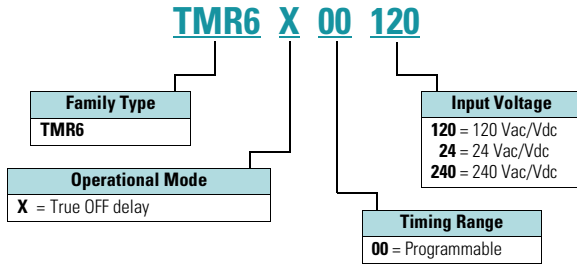 TMR6 X 00 120
Family Type
TMR6
Input Voltage
120 = 120 Vac/Vdc
24 = 24 Vac/Vdc
240 = 240 Vac/Vdc
Operational Mode
X = True OFF delay
Timing Range
00 = Programmable